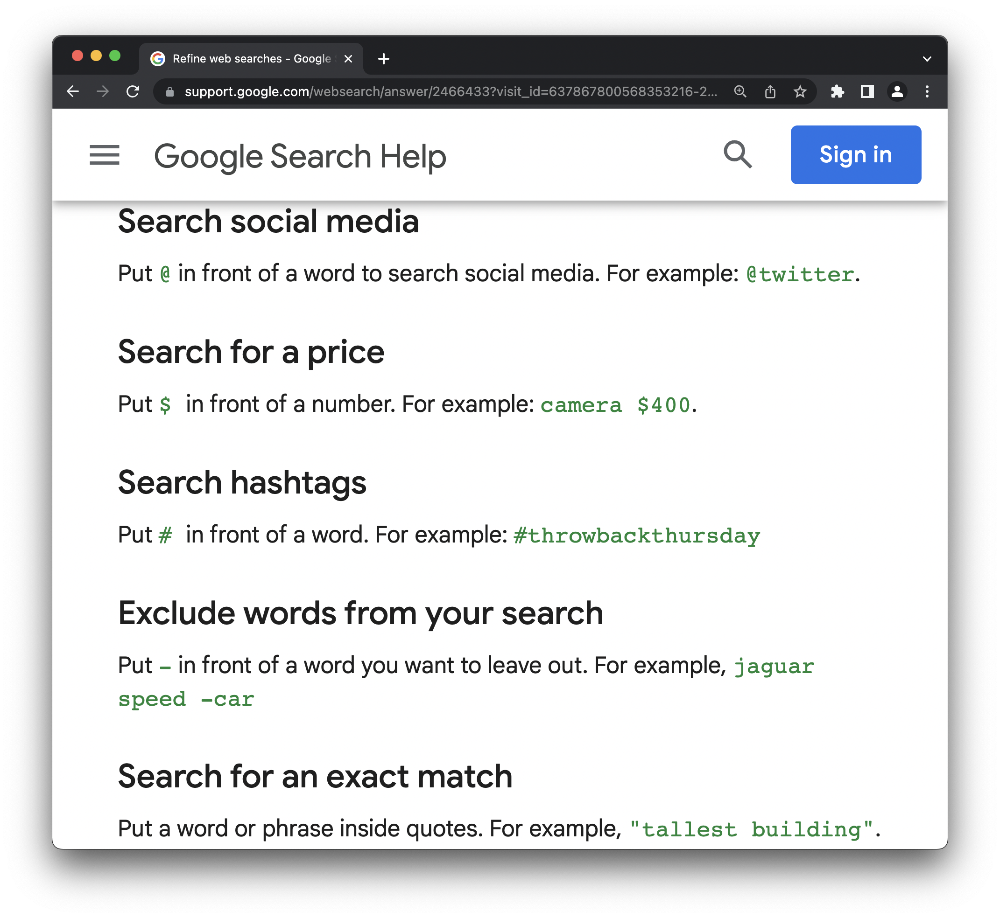 Refine web searches - Google
support.google.com/websearch/answer/2466433?visit_id=637867800568353216-2...
Google Search Help
Sign in
Search social media
Put @ in front of a word to search social media. For example: @twitter.
Search for a price
Put $ in front of a number. For example: camera $400.
Search hashtags
Put # in front of a word. For example: #throwbackthursday
Exclude words from your search
Put - in front of a word you want to leave out. For example, jaguar
speed -car
Search for an exact match
Put a word or phrase inside quotes. For example, "tallest building".